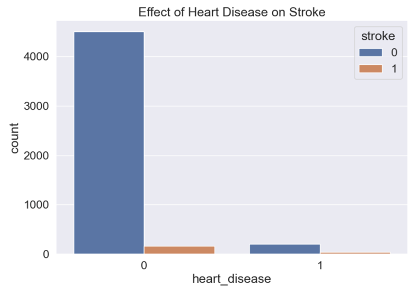 Effect of Heart Disease on Stroke
stroke
0
1
4000
3000
2000
1000
0
count
0 1
heart_disease